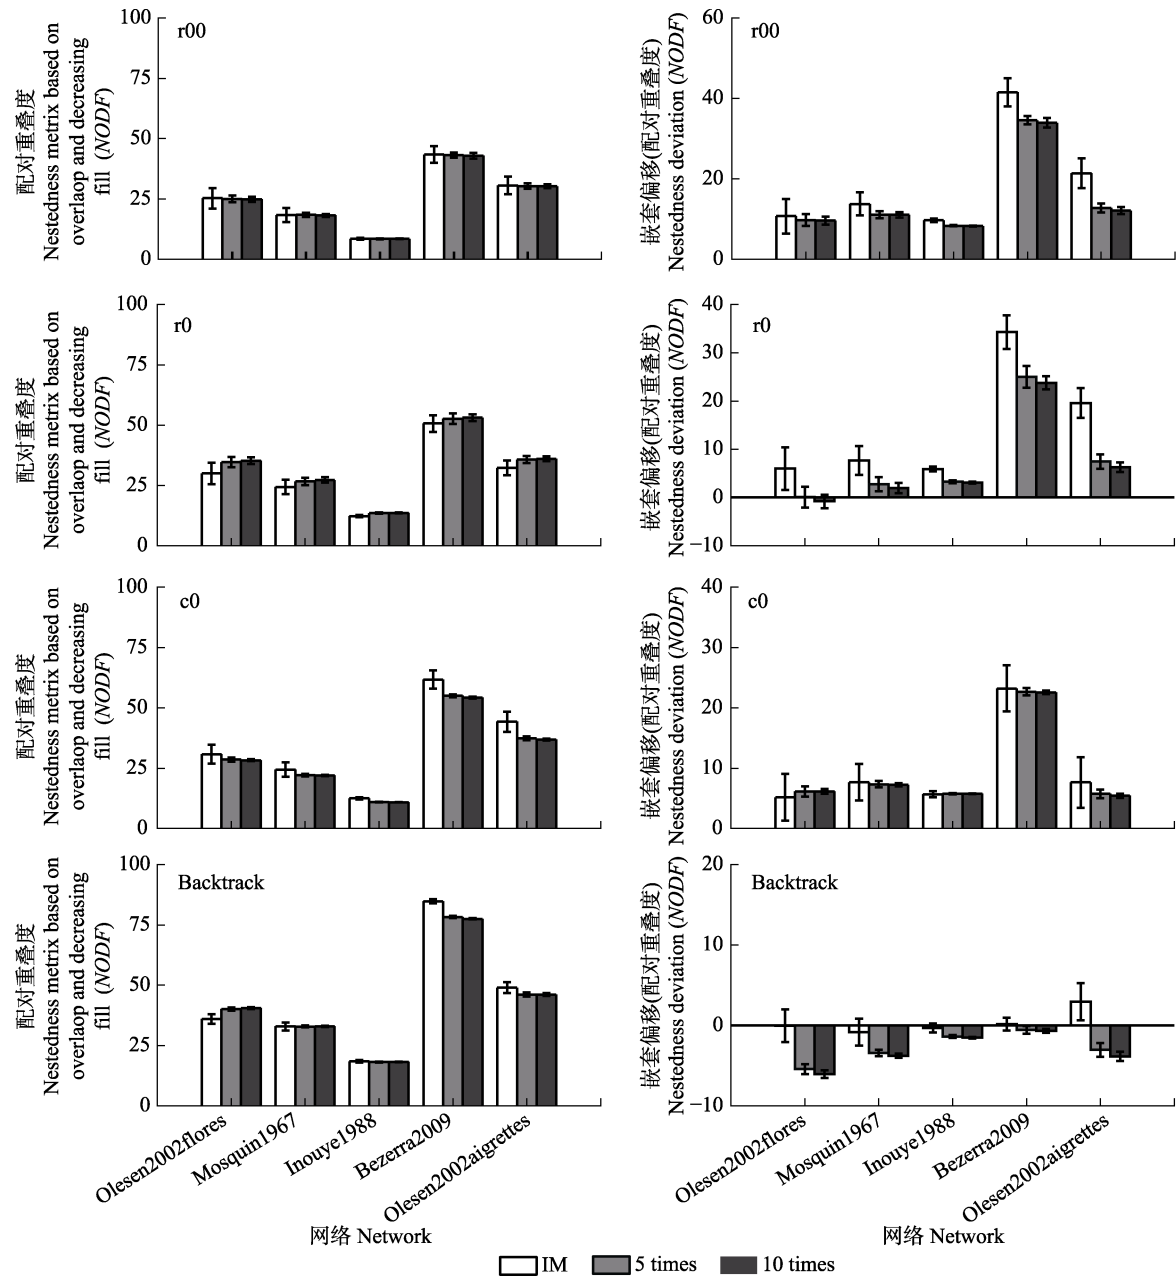 配对重叠度
Nestedness metrix based on
overlaop and decreasing
fill (NODF)
100
75
50
25
0
r00
嵌套偏移(配对重叠度)
Nestedness deviation (NODF)
60
40
20
0
r00
配对重叠度
Nestedness metrix based on
overlaop and decreasing
fill (NODF)
100
75
50
25
0
r0
嵌套偏移(配对重叠度)
Nestedness deviation (NODF)
40
30
20
10
0
−10
r0
配对重叠度
Nestedness metrix based on
overlaop and decreasing
fill (NODF)
100
75
50
25
0
c0
嵌套偏移(配对重叠度)
Nestedness deviation (NODF)
40
30
20
10
0
c0
配对重叠度
Nestedness metrix based on
overlaop and decreasing
fill (NODF)
100
75
50
25
0
Backtrack
嵌套偏移(配对重叠度)
Nestedness deviation (NODF)
20
10
0
−10
Backtrack
Olesen2002flores
Mosquin1967
Inouye1988
Bezerra2009
Olesen2002aigrettes
网络 Network
Olesen2002flores
Mosquin1967
Inouye1988
Bezerra2009
Olesen2002aigrettes
网络 Network
IM 5 times 10 times